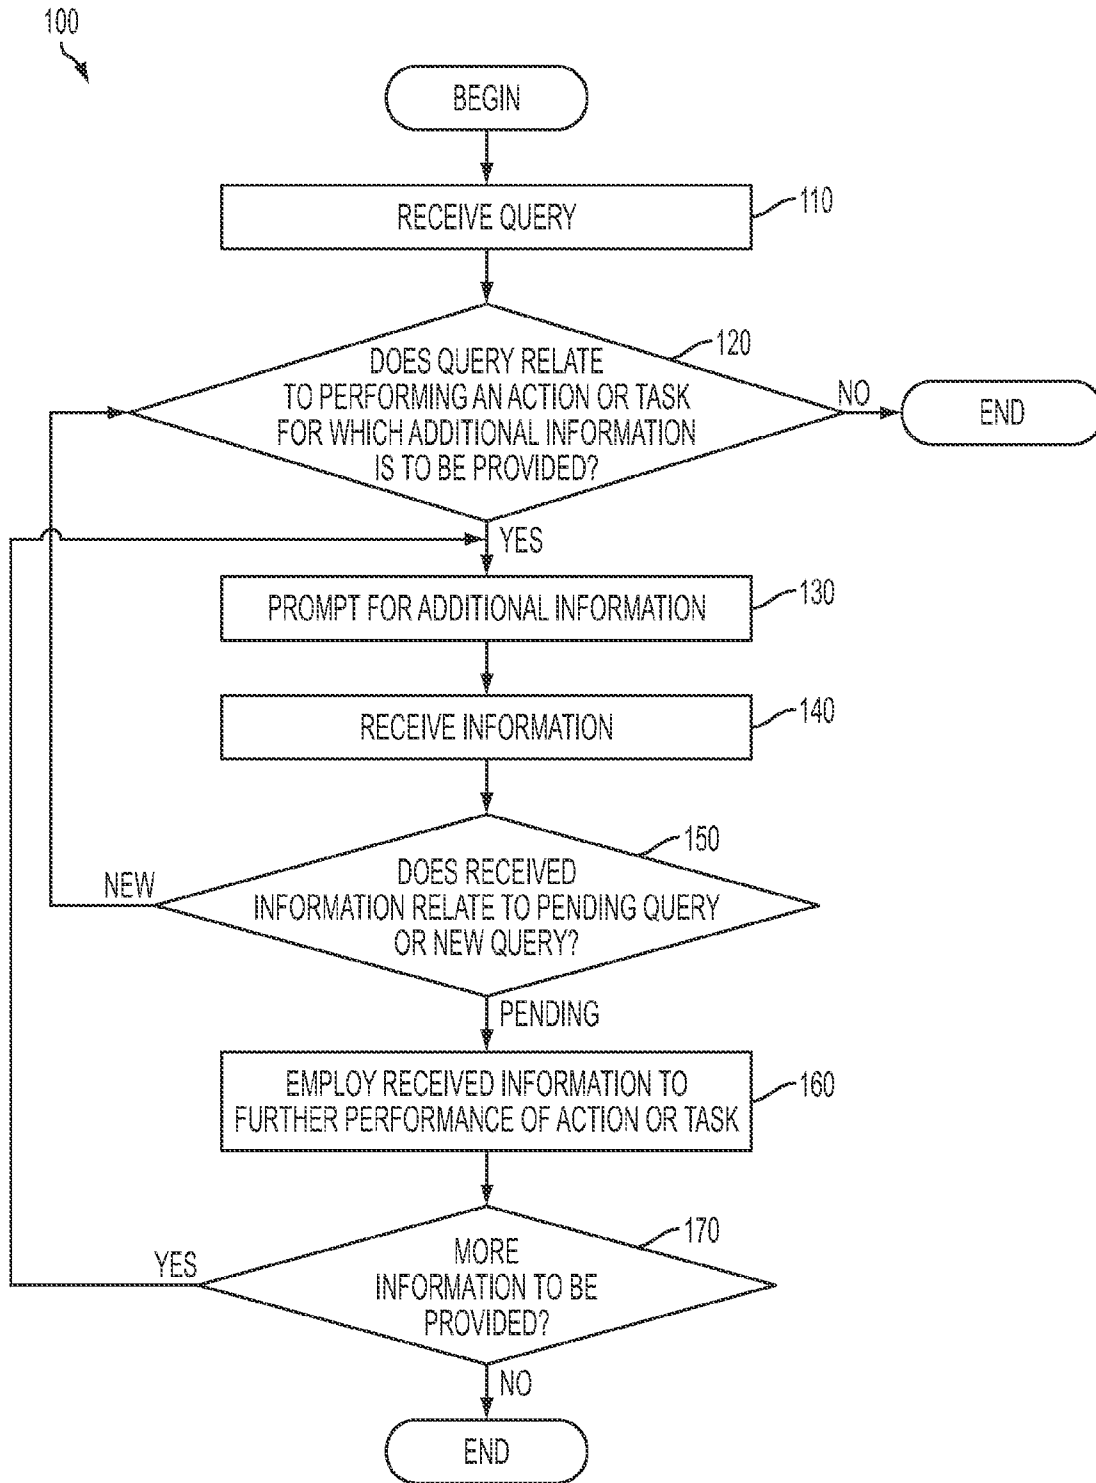 100
BEGIN
RECEIVE QUERY
110
DOES QUERY RELATE
TO PERFORMING AN ACTION OR TASK
FOR WHICH ADDITIONAL INFORMATION
IS TO BE PROVIDED?
120
NO
END
YES
PROMPT FOR ADDITIONAL INFORMATION
130
RECEIVE INFORMATION
140
DOES RECEIVED
INFORMATION RELATE TO PENDING QUERY
OR NEW QUERY?
150
NEW
PENDING
EMPLOY RECEIVED INFORMATION TO
FURTHER PERFORMANCE OF ACTION OR TASK
160
MORE
INFORMATION TO BE
PROVIDED?
170
YES
NO
END